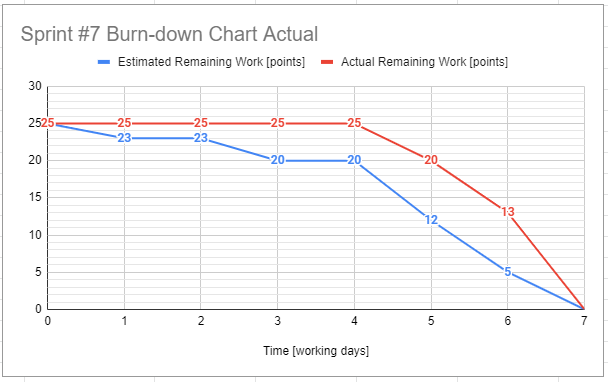 Sprint #7 Burn-down Chart Actual
Estimated Remaining Work [points] Actual Remaining Work [points]
30
25 25 25 25 25 25
23 23
20 20 20 20
15
12 13
10
5 5
0
0 1 2 3 4 5 6 7
Time [working days]